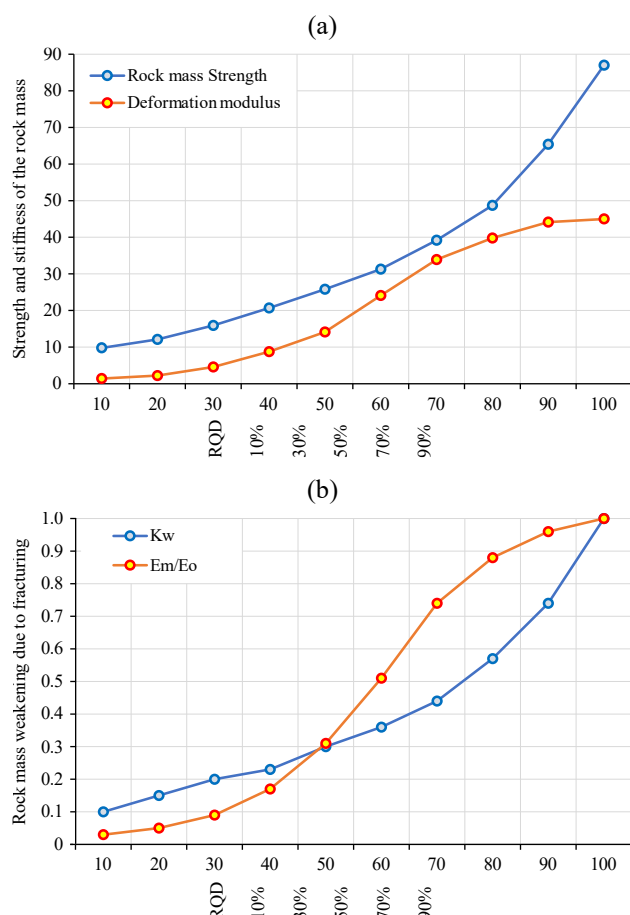 (a)
90
80
70
60
50
40
30
20
10
0
Rock mass Strength
Deformation modulus
Strength and stiffness of the rock mass
10 20 30 40 50 60 70 80 90 100
RQD 10% 30% 50% 70% 90%
(b)
1.0
0.9
0.8
0.7
0.6
0.5
0.4
0.3
0.2
0.1
0
Kw
Em/Eo
Rock mass weakening due to fracturing
10 20 30 40 50 60 70 80 90 100
RQD 10% 30% 50% 70% 90%